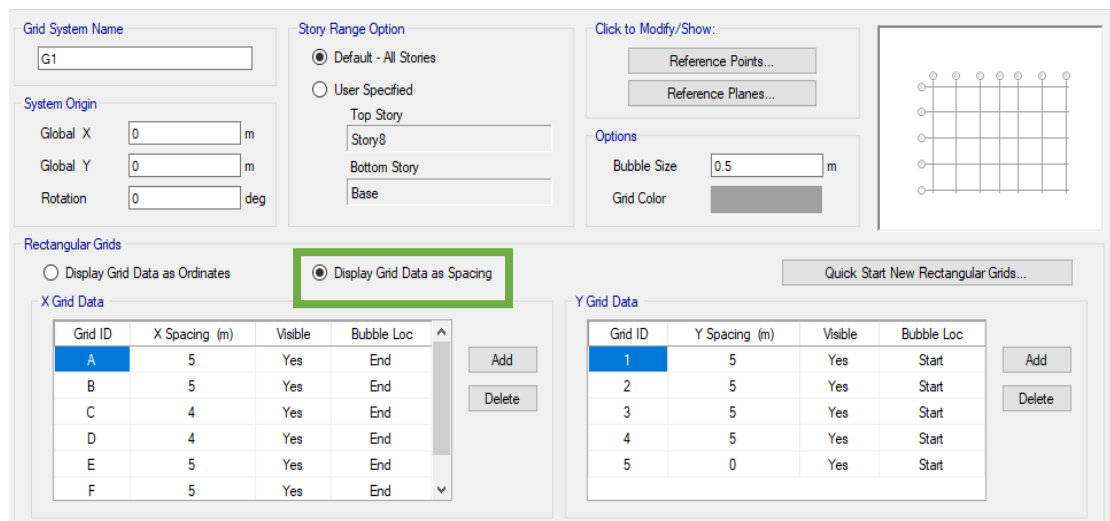 Grid System Name
G1
System Origin
Global X 0 m
Global Y 0 m
Rotation 0 deg
Story Range Option
Default - All Stories
User Specified
Top Story
Story8
Bottom Story
Base
Click to Modify/Show:
Reference Points...
Reference Planes...
Options
Bubble Size 0.5 m
Grid Color
Rectangular Grids
Display Grid Data as Ordinates
Display Grid Data as Spacing
Quick Start New Rectangular Grids...
X Grid Data
Grid ID X Spacing (m) Visible Bubble Loc
A 5 Yes End
B 5 Yes End
C 4 Yes End
D 4 Yes End
E 5 Yes End
F 5 Yes End
Add
Delete
Y Grid Data
Grid ID Y Spacing (m) Visible Bubble Loc
1 5 Yes Start
2 5 Yes Start
3 5 Yes Start
4 5 Yes Start
5 0 Yes Start
Add
Delete